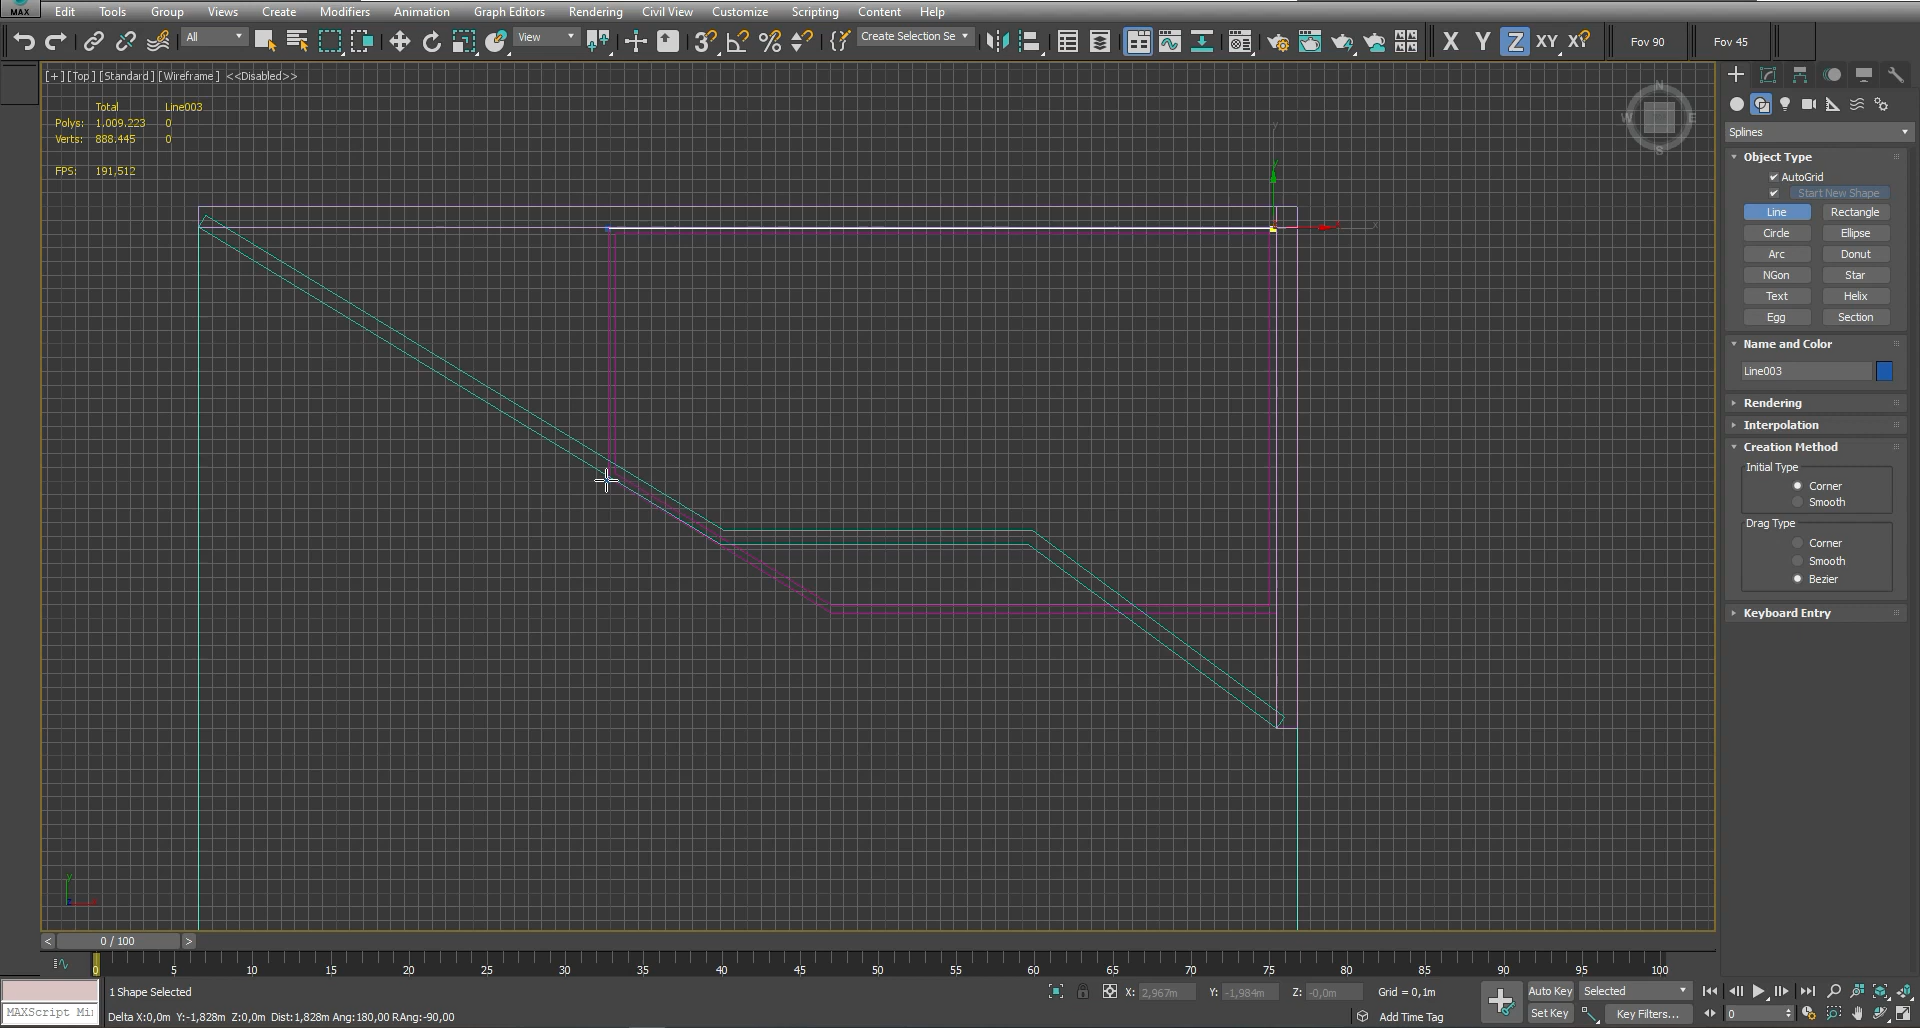 MAX Edit Tools Group Views Create Modifiers Animation Graph Editors Rendering Civil View Customize Scripting Content Help
All View 3 Create Selection Se X Y Z XY XY Fov 90 Fov 45
[+] [Top] [Standard] [Wireframe] <<Disabled>>
Total Line003
Polys: 1.009.223 0
Verts: 888.445 0
FPS: 191,512
N
W E
S
y
y
x
y
Splines
Object Type
AutoGrid
Start New Shape
Line Rectangle
Circle Ellipse
Arc Donut
NGon Star
Text Helix
Egg Section
Name and Color
Line003
Rendering
Interpolation
Creation Method
Initial Type
Corner
Smooth
Drag Type
Corner
Smooth
Bezier
Keyboard Entry
< 0 / 100 >
0 5 10 15 20 25 30 35 40 45 50 55 60 65 70 75 80 85 90 95 100
1 Shape Selected X: 2,967m Y: -1,984m Z: -0,0m Grid = 0,1m Auto Key Selected
MAXScript Mi Delta X:0,0m Y:-1,828m Z:0,0m Dist:1,828m Ang:180,00 RAng:-90,00 Add Time Tag Set Key Key Filters... 0